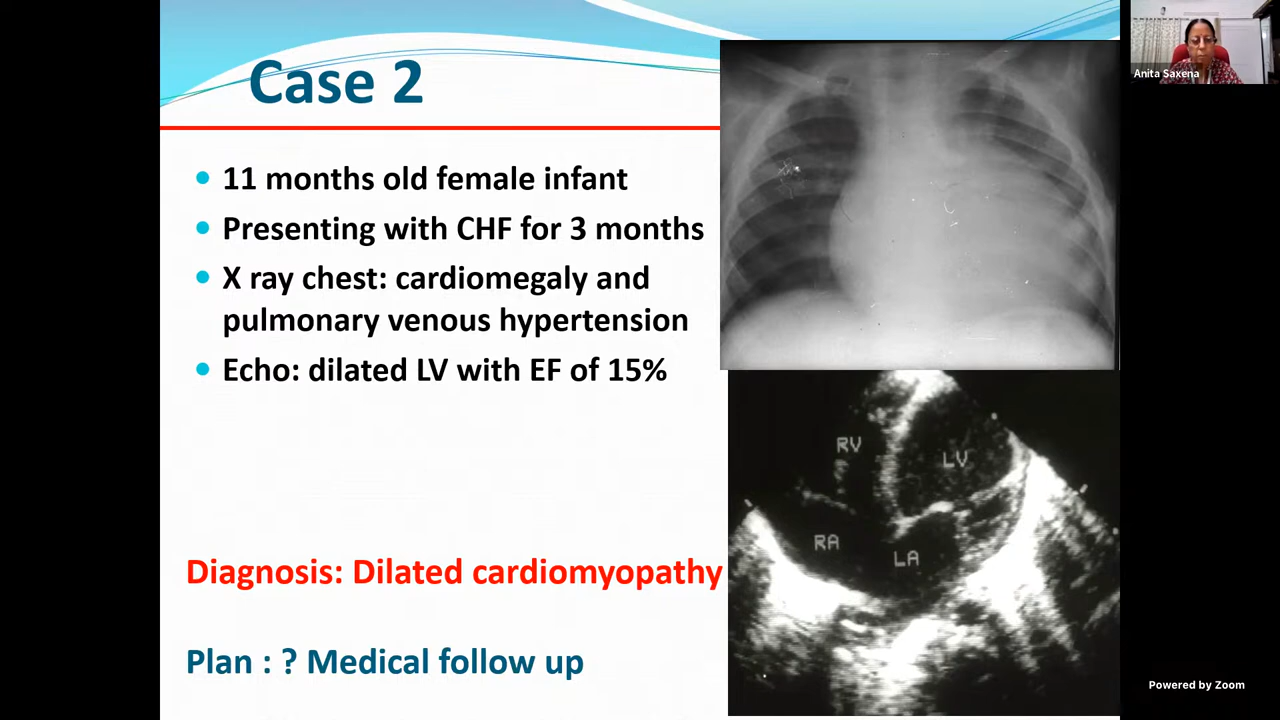 Case 2
11 months old female infant
Presenting with CHF for 3 months
X ray chest: cardiomegaly and
pulmonary venous hypertension
Echo: dilated LV with EF of 15%
Diagnosis: Dilated cardiomyopathy
Plan : ? Medical follow up
RV
LV
RA
LA
Anita Saxena
Powered by Zoom